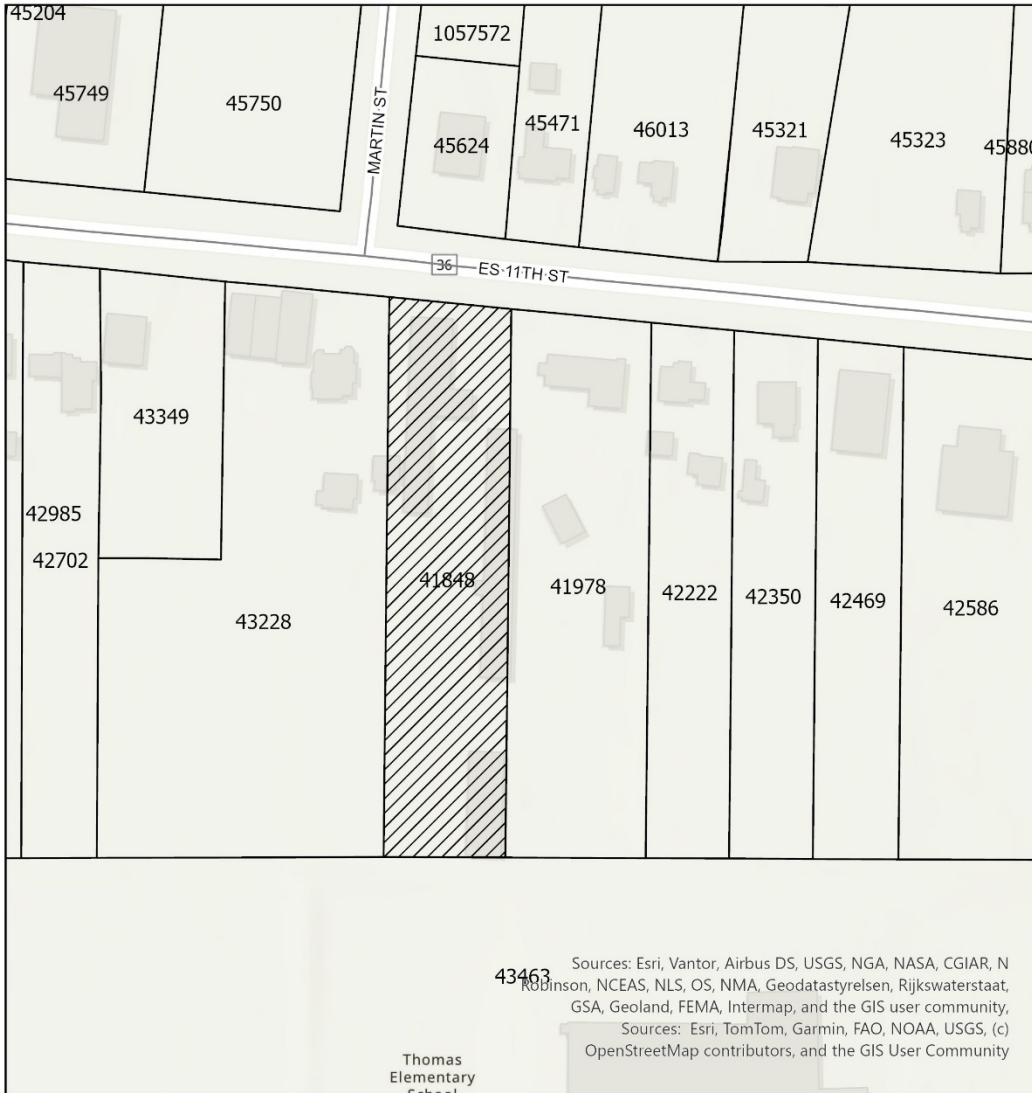 45204
1057572
45749
45750
MARTIN ST
45624
45471
46013
45321
45323
45880
36
ES 11TH ST
43349
42985
42702
43228
41848
41978
42222
42350
42469
42586
43463
Sources: Esri, Vantor, Airbus DS, USGS, NGA, NASA, CGIAR, N
Robinson, NCEAS, NLS, OS, NMA, Geodatastyrelsen, Rijkswaterstaat,
GSA, Geoland, FEMA, Intermap, and the GIS user community,
Sources: Esri, TomTom, Garmin, FAO, NOAA, USGS, (c)
OpenStreetMap contributors, and the GIS User Community
Thomas
Elementary
School